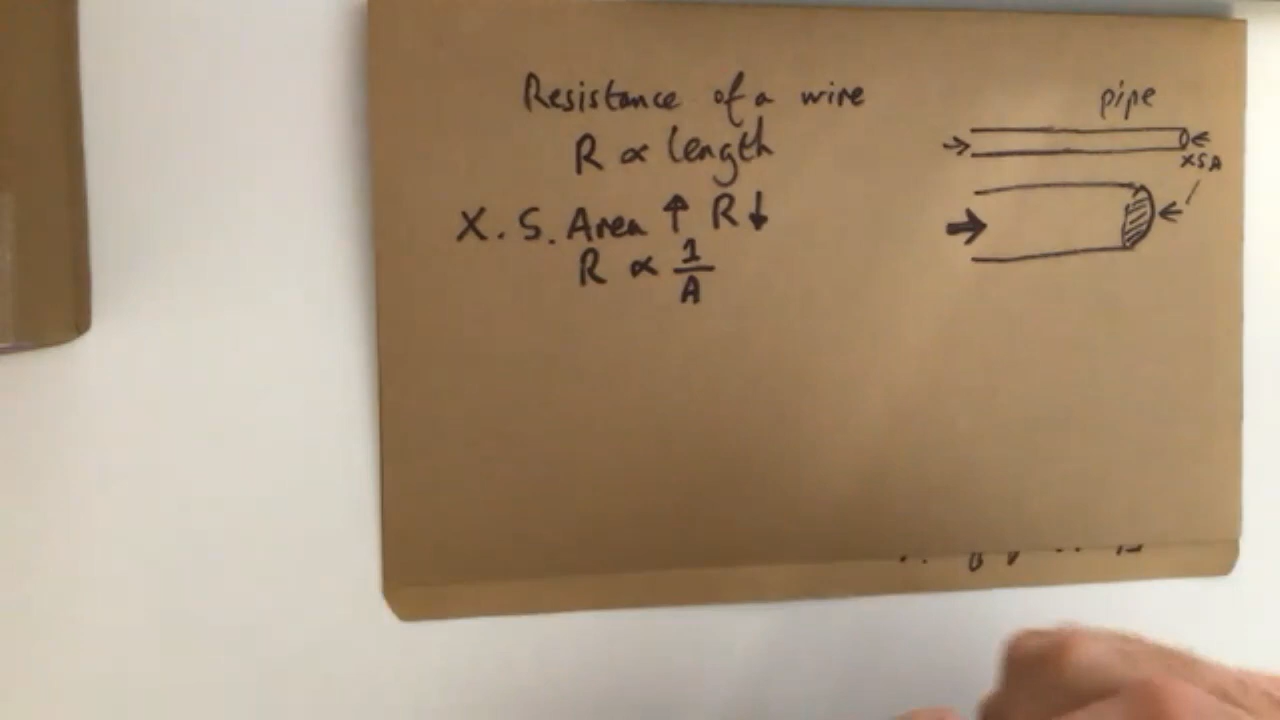 Resistance of a wire
R ∝ length
X.S. Area ↑ R↓
R ∝ 1/A
pipe
XSA